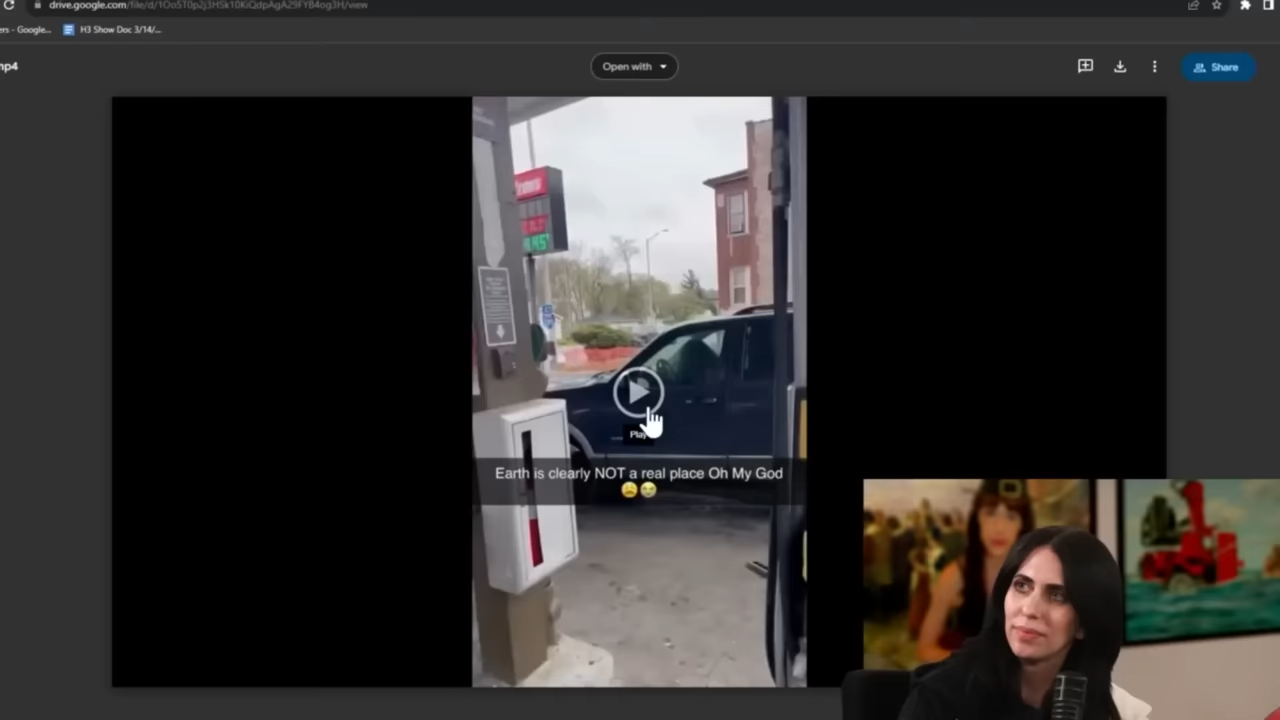 drive.google.com/file/d/1Oo5T0p2j3HSk10KiQdpAgA29FYB4og3H/view
ers - Google...
H3 Show Doc 3/14/...
mp4
Open with
Share
Play
Earth is clearly NOT a real place Oh My God
😩😭